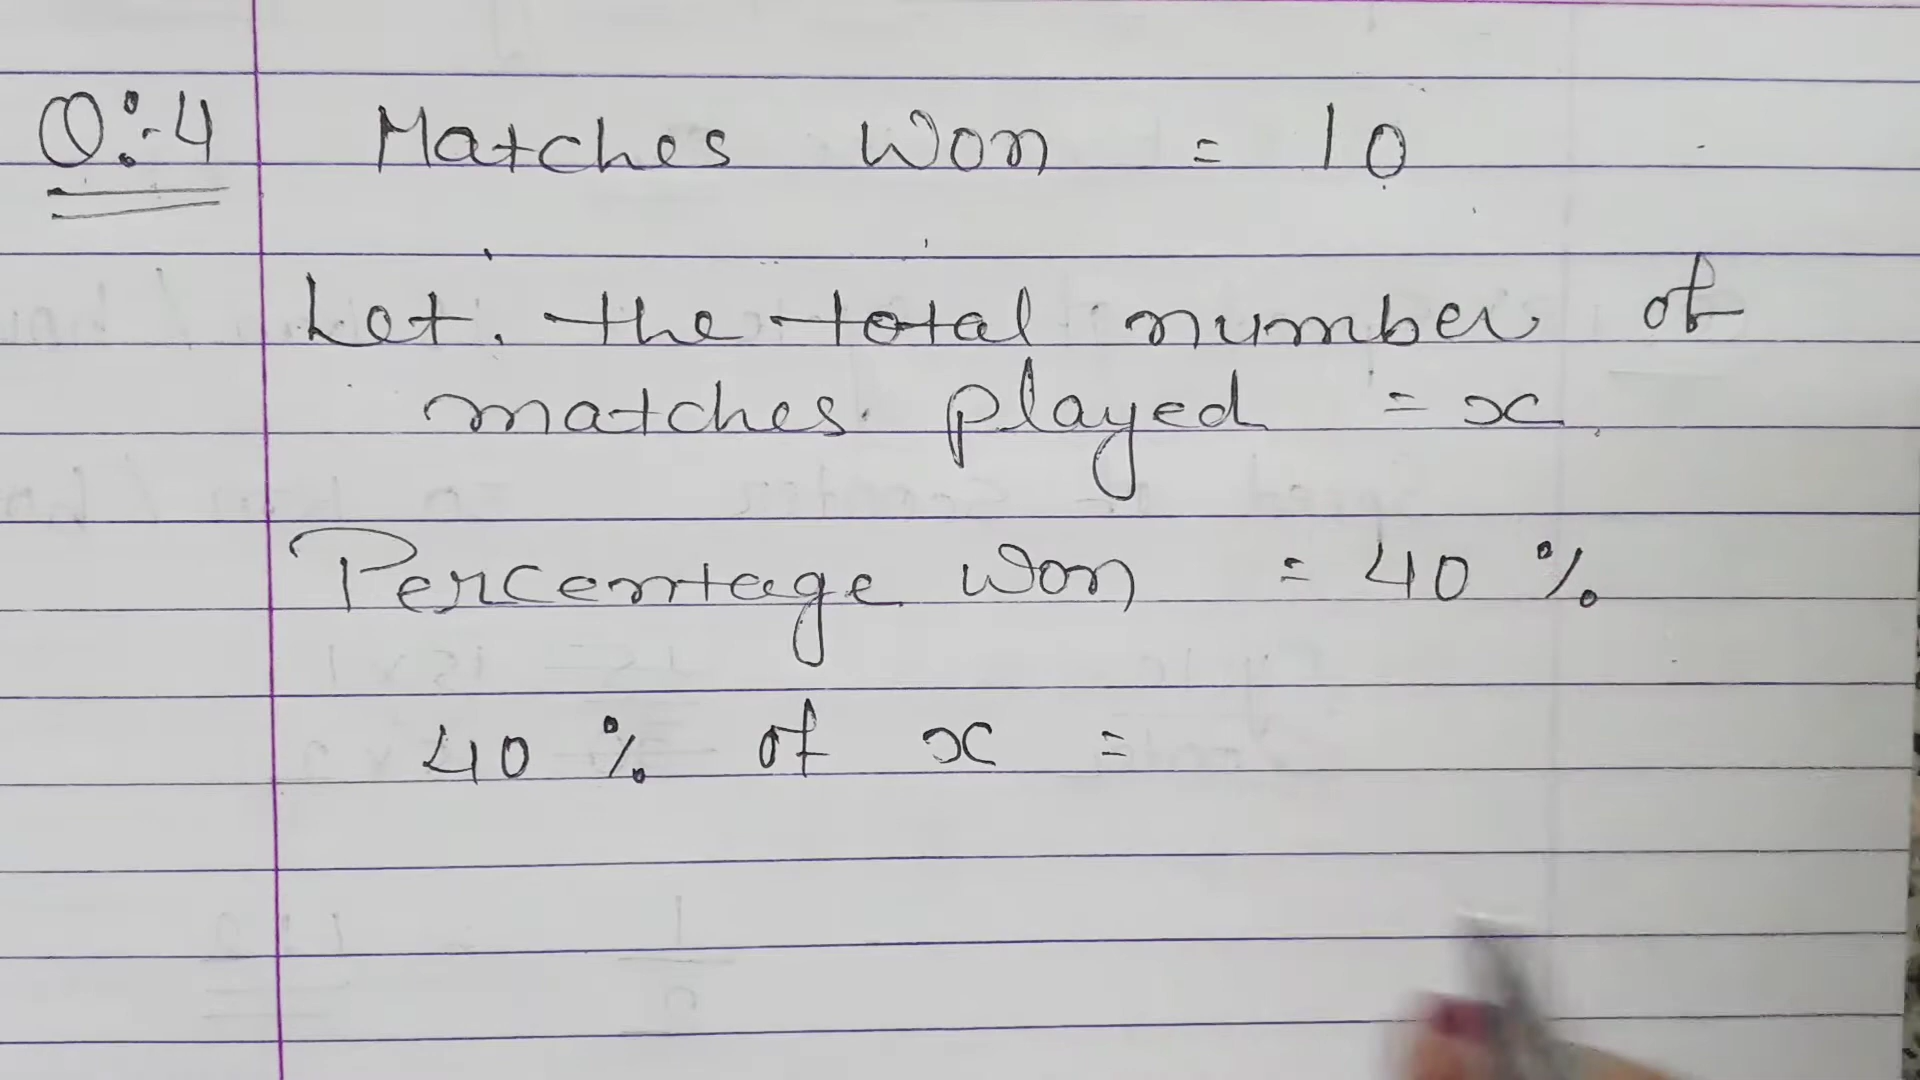 Q:-4 Matches Won = 10
Let the total number of
matches played = x
Percentage Won = 40 %
40 % of x =